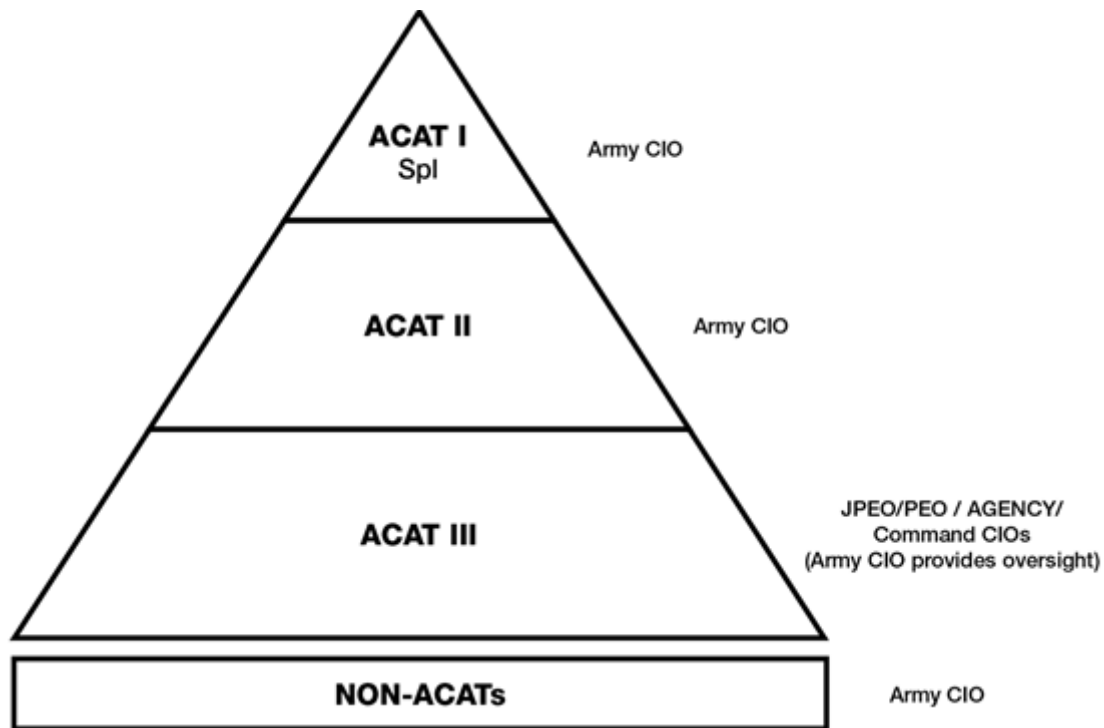 ACAT I
Spl
Army CIO
ACAT II
Army CIO
ACAT III
JPEO/PEO / AGENCY/
Command CIOs
(Army CIO provides oversight)
NON-ACATs
Army CIO